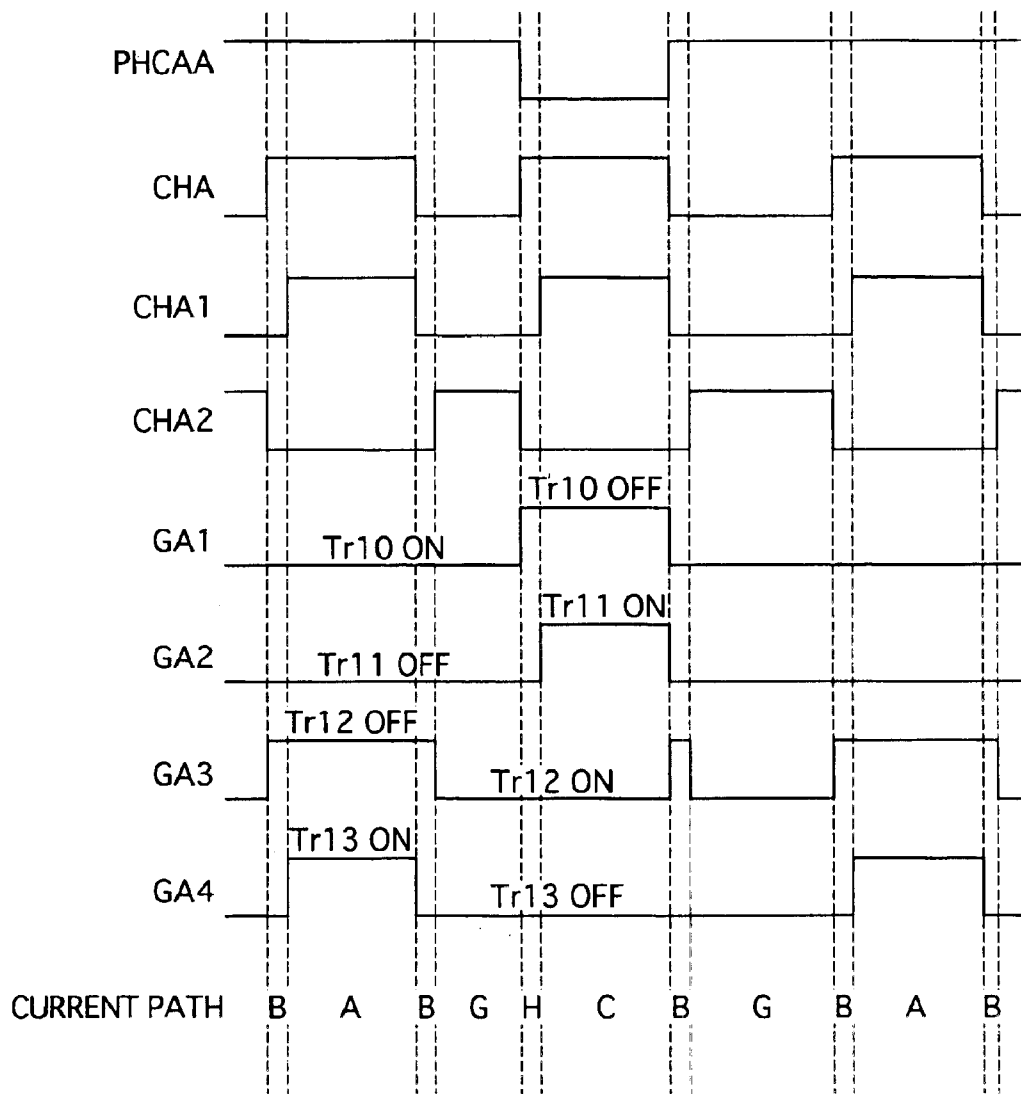 PHCAA
CHA
CHA1
CHA2
Tr10 OFF
GA1
Tr10 ON
Tr11 ON
GA2
Tr11 OFF
Tr12 OFF
GA3
Tr12 ON
Tr13 ON
GA4
Tr13 OFF
CURRENT PATH B A B G H C B G B A B